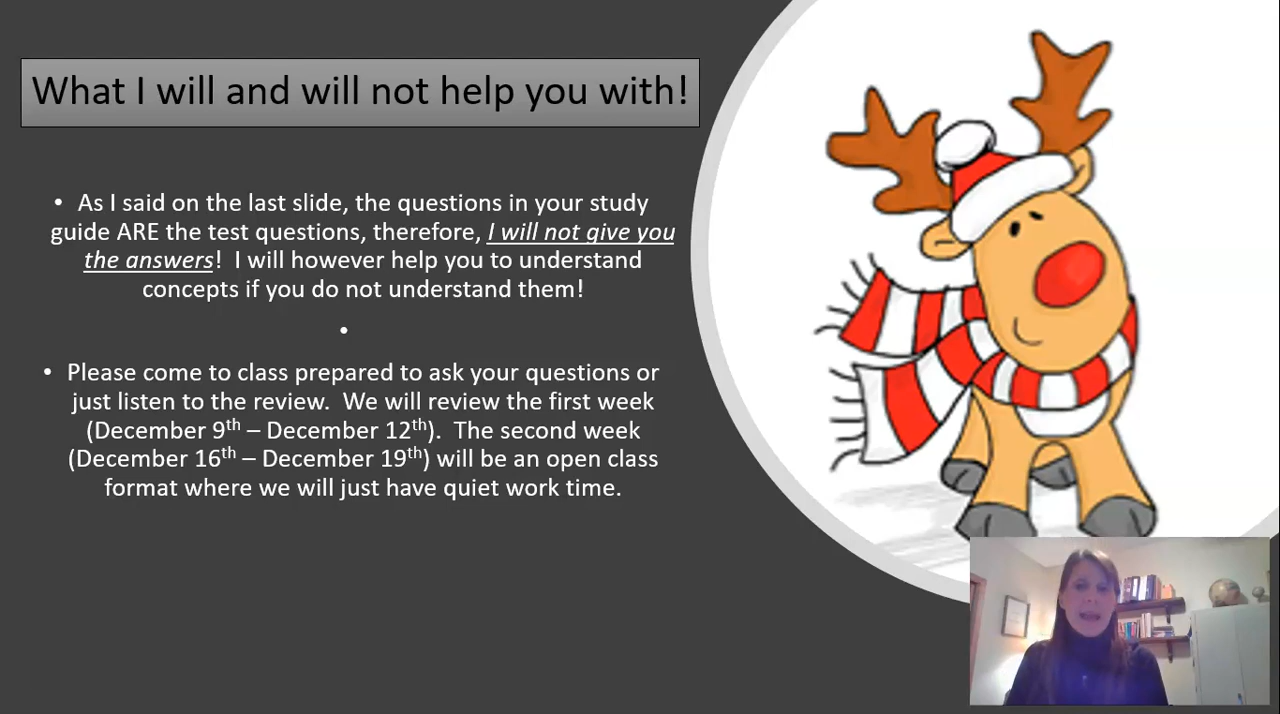 What I will and will not help you with!
• As I said on the last slide, the questions in your study
guide ARE the test questions, therefore, I will not give you
the answers!  I will however help you to understand
concepts if you do not understand them!
•
• Please come to class prepared to ask your questions or
just listen to the review.  We will review the first week
(December 9th – December 12th).  The second week
(December 16th – December 19th) will be an open class
format where we will just have quiet work time.